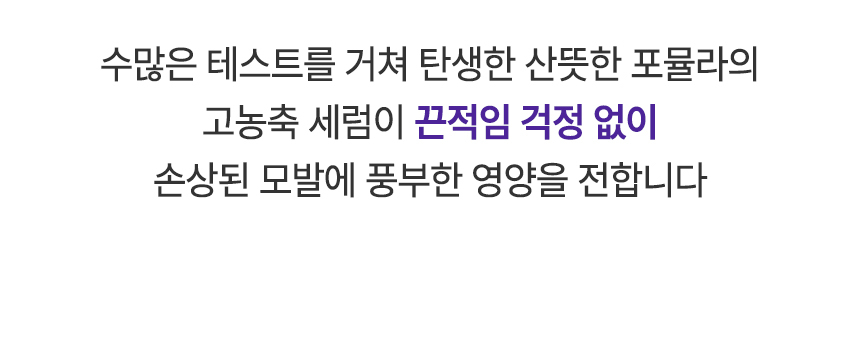 수많은 테스트를 거쳐 탄생한 산뜻한 포뮬라의
고농축 세럼이 끈적임 걱정 없이
손상된 모발에 풍부한 영양을 전합니다